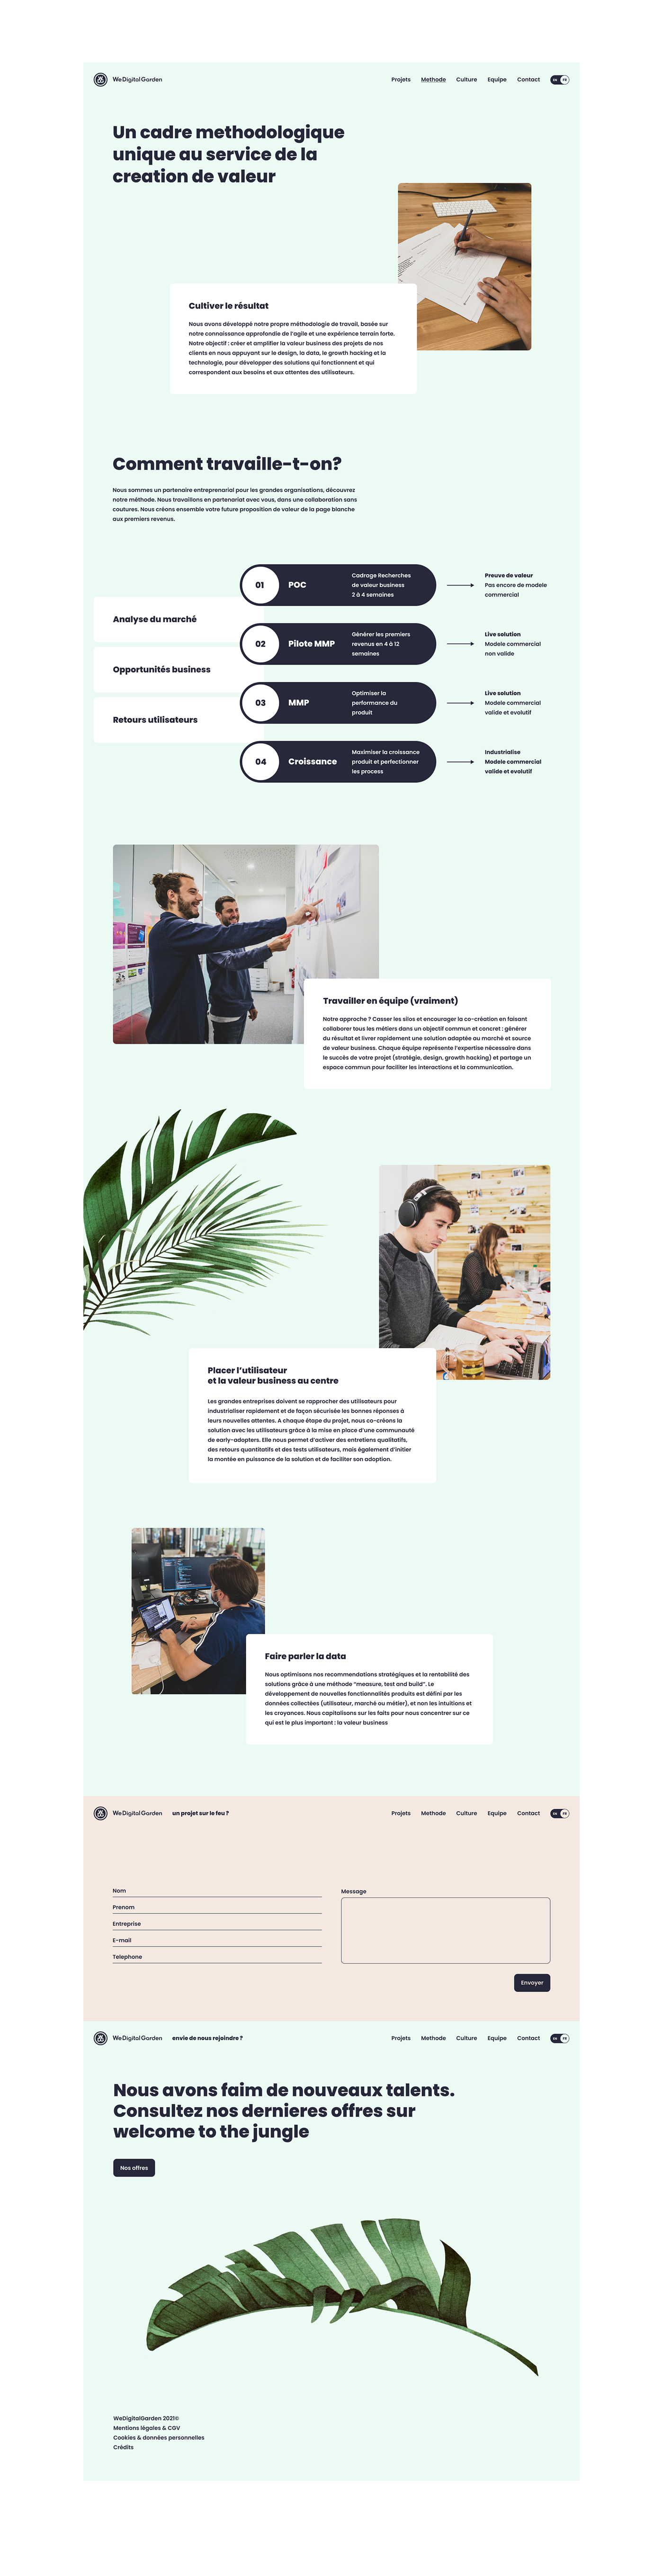 WeDigitalGarden
Projets
Methode
Culture
Equipe
Contact
EN FR
Un cadre methodologique
unique au service de la
creation de valeur
Cultiver le résultat
Nous avons développé notre propre méthodologie de travail, basée sur
notre connaissance approfondie de l'agile et une expérience terrain forte.
Notre objectif : créer et amplifier la valeur business des projets de nos
clients en nous appuyant sur le design, la data, le growth hacking et la
technologie, pour développer des solutions qui fonctionnent et qui
correspondent aux besoins et aux attentes des utilisateurs.
Comment travaille-t-on?
Nous sommes un partenaire entreprenarial pour les grandes organisations, découvrez
notre méthode. Nous travaillons en partenariat avec vous, dans une collaboration sans
coutures. Nous créons ensemble votre future proposition de valeur de la page blanche
aux premiers revenus.
Analyse du marché
Opportunités business
Retours utilisateurs
01
POC
Cadrage Recherches
de valeur business
2 à 4 semaines
Preuve de valeur
Pas encore de modele
commercial
02
Pilote MMP
Générer les premiers
revenus en 4 à 12
semaines
Live solution
Modele commercial
non valide
03
MMP
Optimiser la
performance du
produit
Live solution
Modele commercial
valide et evolutif
04
Croissance
Maximiser la croissance
produit et perfectionner
les process
Industrialise
Modele commercial
valide et evolutif
Travailler en équipe (vraiment)
Notre approche ? Casser les silos et encourager la co-création en faisant
collaborer tous les métiers dans un objectif commun et concret : générer
du résultat et livrer rapidement une solution adaptée au marché et source
de valeur business. Chaque équipe représente l'expertise nécessaire dans
le succès de votre projet (stratégie, design, growth hacking) et partage un
espace commun pour faciliter les interactions et la communication.
Placer l'utilisateur
et la valeur business au centre
Les grandes entreprises doivent se rapprocher des utilisateurs pour
industrialiser rapidement et de façon sécurisée les bonnes réponses à
leurs nouvelles attentes. A chaque étape du projet, nous co-créons la
solution avec les utilisateurs grâce à la mise en place d'une communauté
de early-adopters. Elle nous permet d'activer des entretiens qualitatifs,
des retours quantitatifs et des tests utilisateurs, mais également d'initier
la montée en puissance de la solution et de faciliter son adoption.
Faire parler la data
Nous optimisons nos recommendations stratégiques et la rentabilité des
solutions grâce à une méthode "measure, test and build". Le
développement de nouvelles fonctionnalités produits est défini par les
données collectées (utilisateur, marché ou métier), et non les intuitions et
les croyances. Nous capitalisons sur les faits pour nous concentrer sur ce
qui est le plus important : la valeur business
WeDigitalGarden
un projet sur le feu ?
Projets
Methode
Culture
Equipe
Contact
EN FR
Nom
Prenom
Entreprise
E-mail
Telephone
Message
Envoyer
WeDigitalGarden
envie de nous rejoindre ?
Projets
Methode
Culture
Equipe
Contact
EN FR
Nous avons faim de nouveaux talents.
Consultez nos dernieres offres sur
welcome to the jungle
Nos offres
WeDigitalGarden 2021©
Mentions légales & CGV
Cookies & données personnelles
Crédits